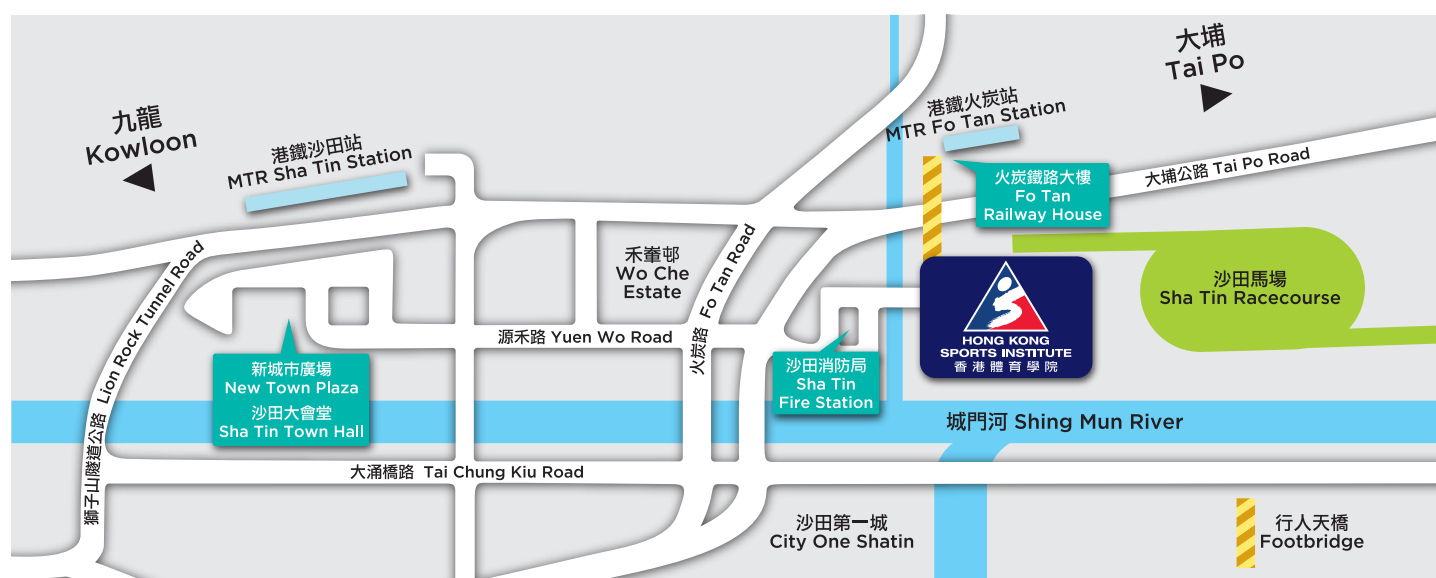 大埔
Tai Po
九龍
Kowloon
港鐵沙田站
MTR Sha Tin Station
港鐵火炭站
MTR Fo Tan Station
大埔公路 Tai Po Road
火炭鐵路大樓
Fo Tan
Railway House
獅子山隧道公路 Lion Rock Tunnel Road
禾輋邨
Wo Che
Estate
火炭路 Fo Tan Road
沙田馬場
Sha Tin Racecourse
源禾路 Yuen Wo Road
HONG KONG
SPORTS INSTITUTE
香港體育學院
新城市廣場
New Town Plaza
沙田大會堂
Sha Tin Town Hall
沙田消防局
Sha Tin
Fire Station
城門河 Shing Mun River
大涌橋路 Tai Chung Kiu Road
沙田第一城
City One Shatin
行人天橋
Footbridge